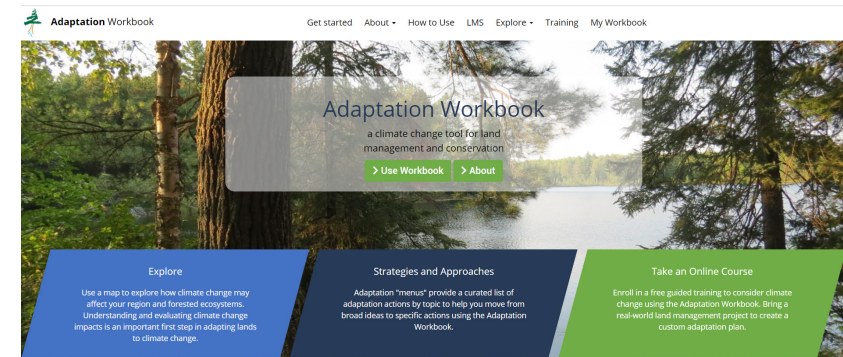 Adaptation Workbook
Get started About How to Use LMS Explore Training My Workbook
Adaptation Workbook
a climate change tool for land
management and conservation
Use Workbook About
Explore
Use a map to explore how climate change may
affect your region and forested ecosystems.
Understanding and evaluating climate change
impacts is an important first step in adapting lands
to climate change.
Strategies and Approaches
Adaptation "menus" provide a curated list of
adaptation actions by topic to help you move from
broad ideas to specific actions using the Adaptation
Workbook.
Take an Online Course
Enroll in a free guided training to consider climate
change using the Adaptation Workbook. Bring a
real-world land management project to create a
custom adaptation plan.